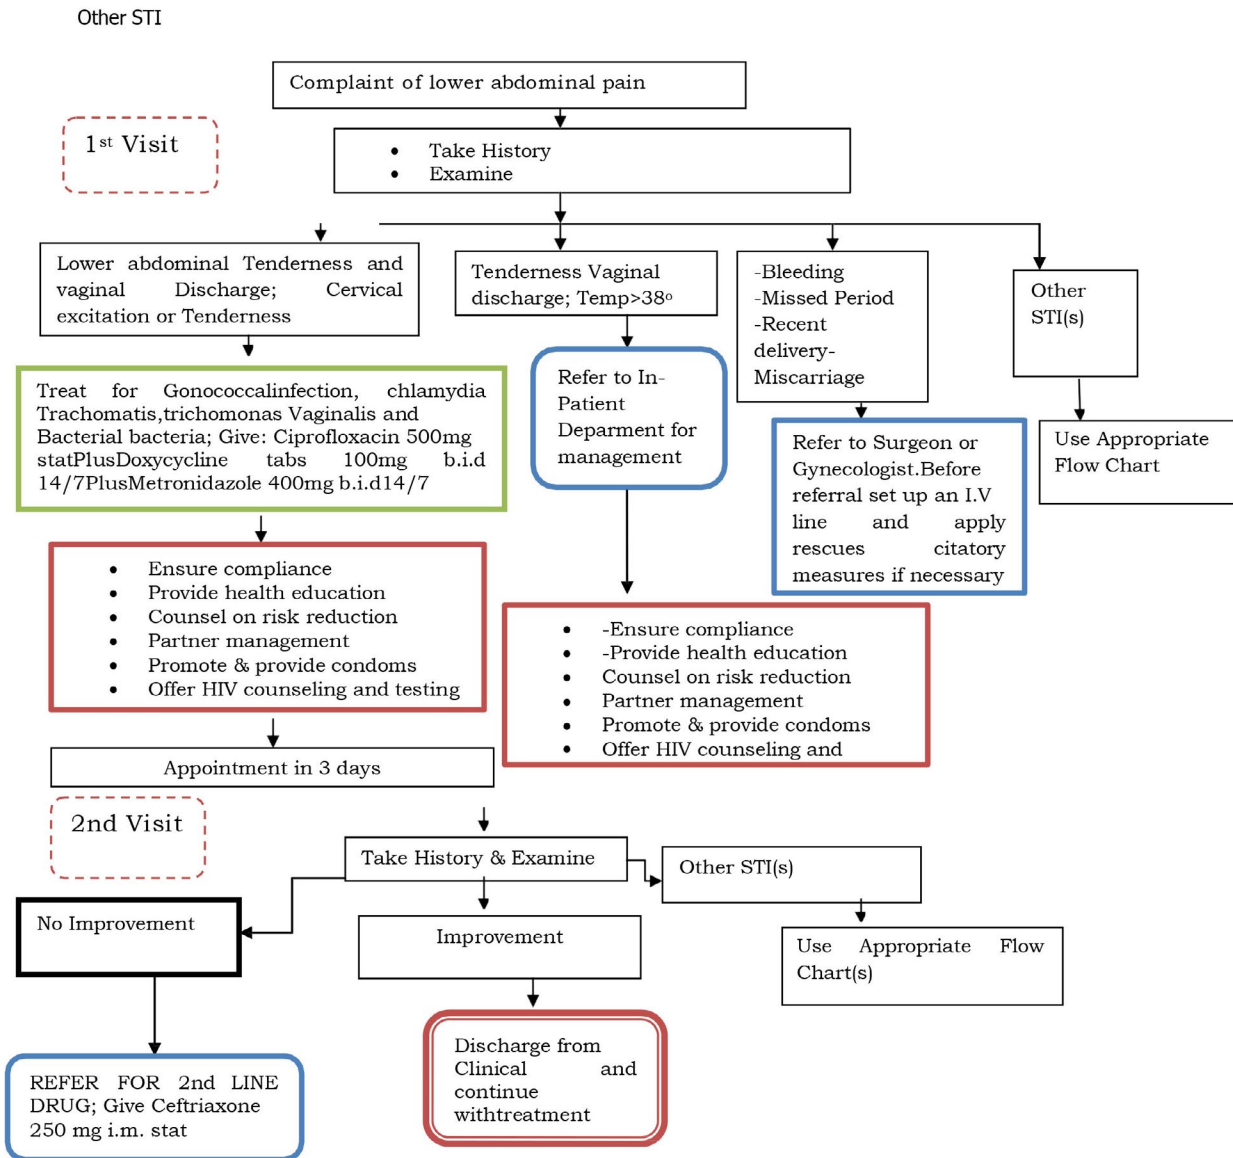 Other STI
Complaint of lower abdominal pain
1st Visit
• Take History
• Examine
Lower abdominal Tenderness and
vaginal Discharge; Cervical
excitation or Tenderness
Tenderness Vaginal
discharge; Temp>38o
-Bleeding
-Missed Period
-Recent
delivery-
Miscarriage
Other
STI(s)
Treat for Gonococcalinfection, chlamydia
Trachomatis,trichomonas Vaginalis and
Bacterial bacteria; Give: Ciprofloxacin 500mg
statPlusDoxycycline tabs 100mg b.i.d
14/7PlusMetronidazole 400mg b.i.d14/7
Refer to In-
Patient
Deparment for
management
Refer to Surgeon or
Gynecologist.Before
referral set up an I.V
line and apply
rescues citatory
measures if necessary
Use Appropriate
Flow Chart
• Ensure compliance
• Provide health education
• Counsel on risk reduction
• Partner management
• Promote & provide condoms
• Offer HIV counseling and testing
• -Ensure compliance
• -Provide health education
• Counsel on risk reduction
• Partner management
• Promote & provide condoms
• Offer HIV counseling and
Appointment in 3 days
2nd Visit
Take History & Examine
Other STI(s)
No Improvement
Improvement
Use Appropriate Flow
Chart(s)
REFER FOR 2nd LINE
DRUG; Give Ceftriaxone
250 mg i.m. stat
Discharge from
Clinical and
continue
withtreatment